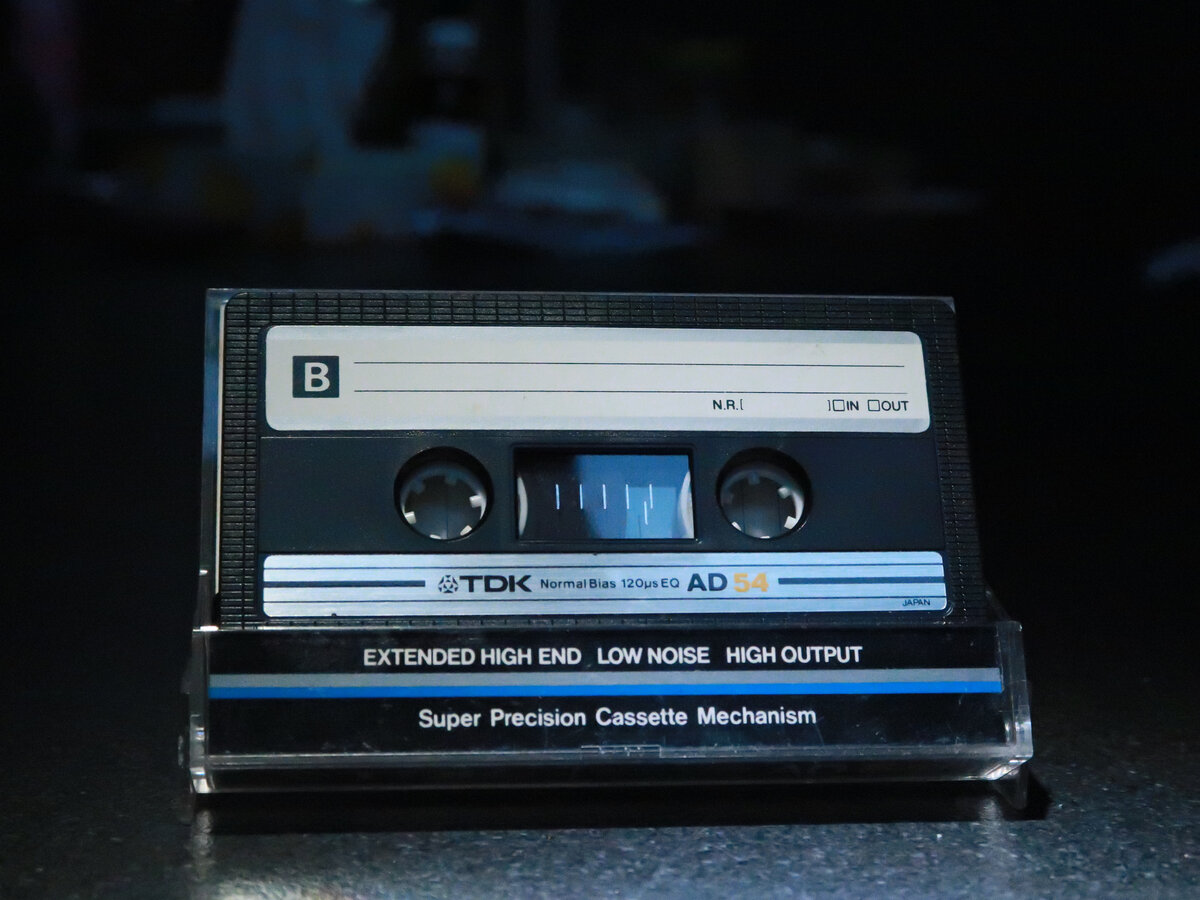 B
N.R.[ ]☐IN ☐OUT
TDK Normal Bias 120µs EQ AD 54
JAPAN
EXTENDED HIGH END LOW NOISE HIGH OUTPUT
Super Precision Cassette Mechanism